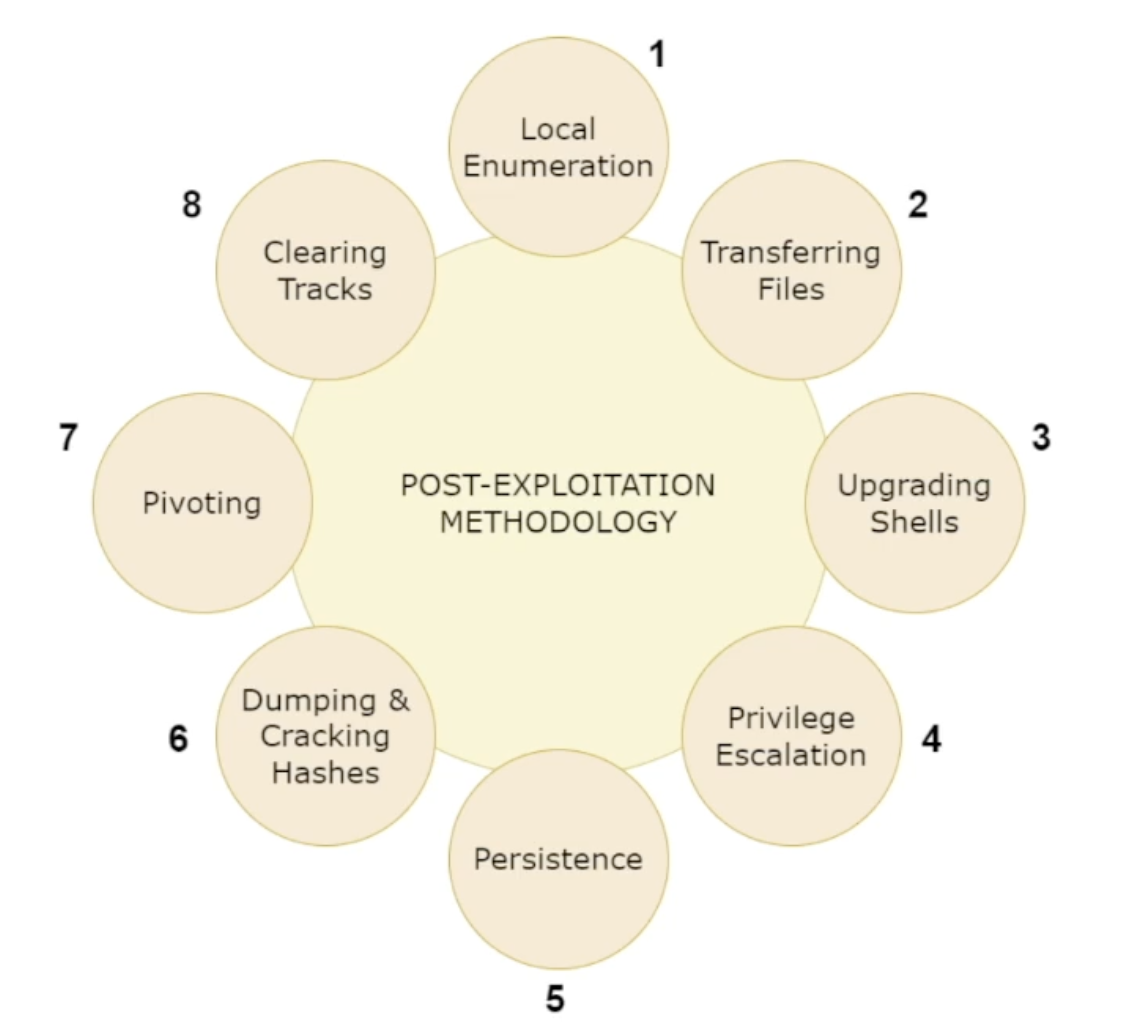 1
Local
Enumeration
2
Transferring
Files
3
Upgrading
Shells
4
Privilege
Escalation
5
Persistence
6
Dumping &
Cracking
Hashes
7
Pivoting
8
Clearing
Tracks
POST-EXPLOITATION
METHODOLOGY